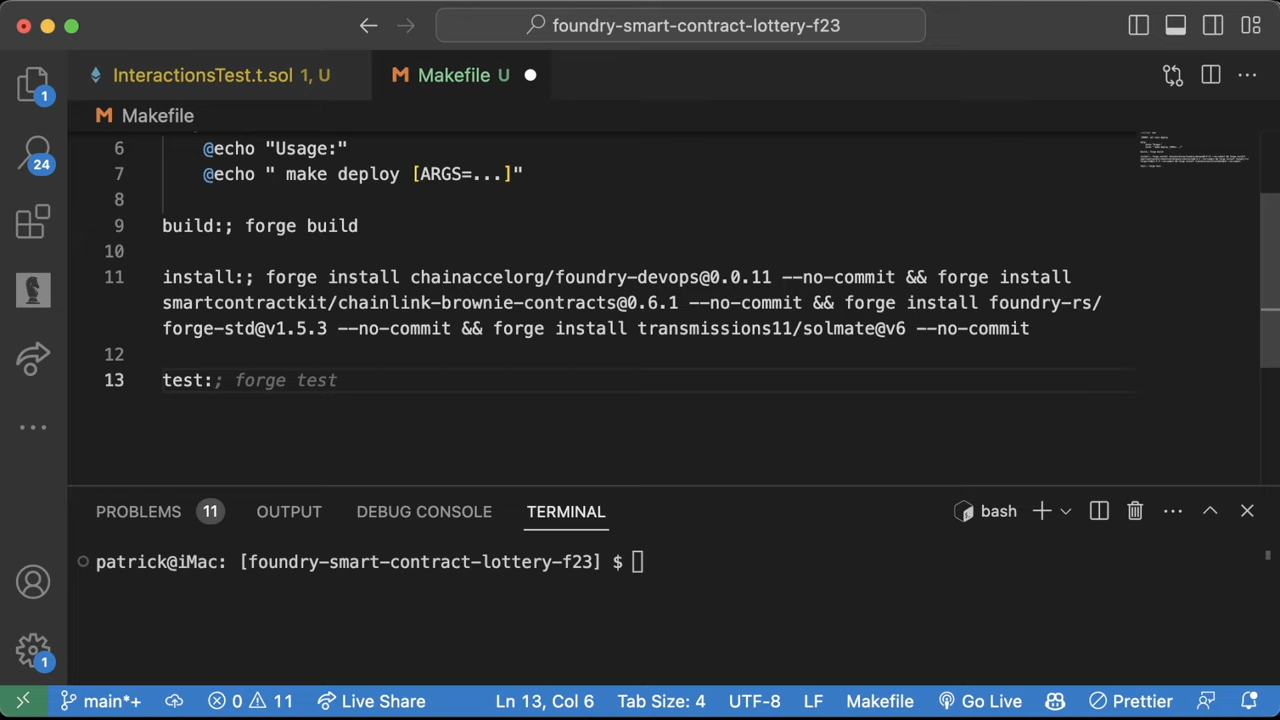 foundry-smart-contract-lottery-f23
InteractionsTest.t.sol 1, U
Makefile U
Makefile
1
24
6 @echo "Usage:"
7 @echo " make deploy [ARGS=...]"
8
9 build:; forge build
10
11 install:; forge install chainaccelorg/foundry-devops@0.0.11 --no-commit && forge install
smartcontractkit/chainlink-brownie-contracts@0.6.1 --no-commit && forge install foundry-rs/
forge-std@v1.5.3 --no-commit && forge install transmissions11/solmate@v6 --no-commit
12
13 test:; forge test
PROBLEMS 11 OUTPUT DEBUG CONSOLE TERMINAL bash
patrick@iMac: [foundry-smart-contract-lottery-f23] $
1
main*+ 0 11 Live Share Ln 13, Col 6 Tab Size: 4 UTF-8 LF Makefile Go Live Prettier